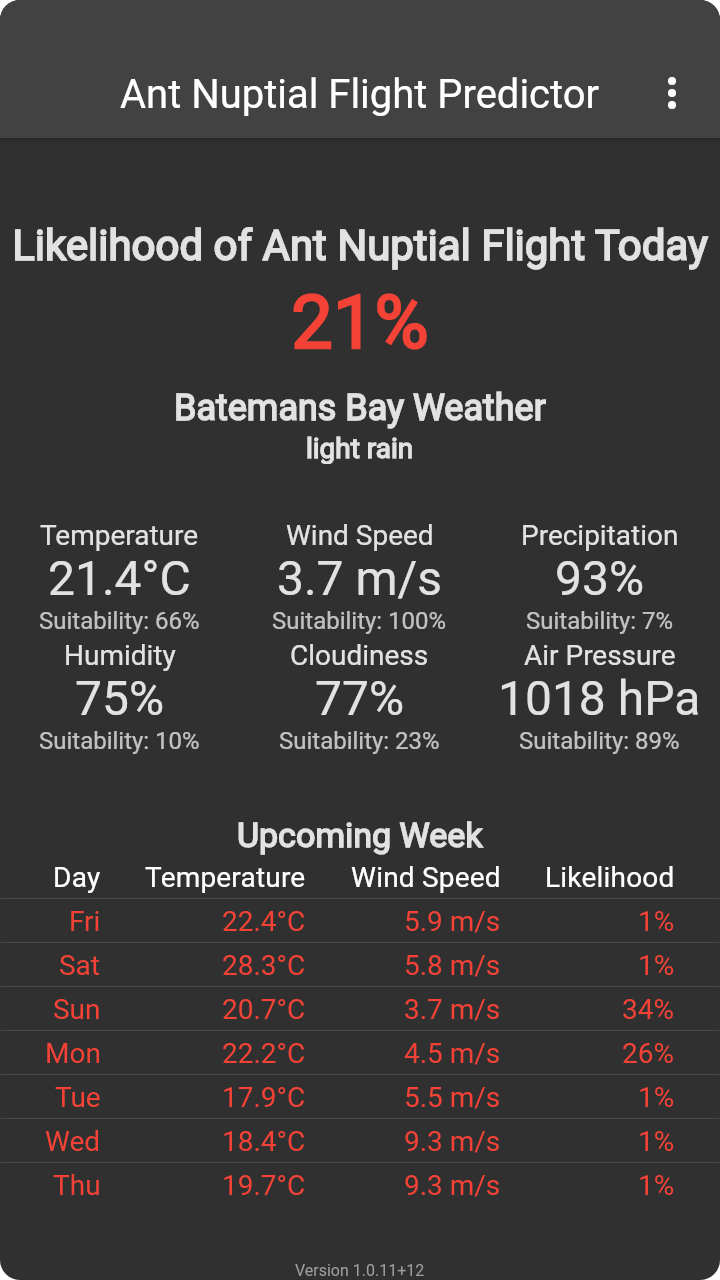 Ant Nuptial Flight Predictor
Likelihood of Ant Nuptial Flight Today
21%
Batemans Bay Weather
light rain
Temperature Wind Speed Precipitation
21.4°C 3.7 m/s 93%
Suitability: 66% Suitability: 100% Suitability: 7%
Humidity Cloudiness Air Pressure
75% 77% 1018 hPa
Suitability: 10% Suitability: 23% Suitability: 89%
Upcoming Week
Day Temperature Wind Speed Likelihood
Fri 22.4°C 5.9 m/s 1%
Sat 28.3°C 5.8 m/s 1%
Sun 20.7°C 3.7 m/s 34%
Mon 22.2°C 4.5 m/s 26%
Tue 17.9°C 5.5 m/s 1%
Wed 18.4°C 9.3 m/s 1%
Thu 19.7°C 9.3 m/s 1%
Version 1.0.11+12